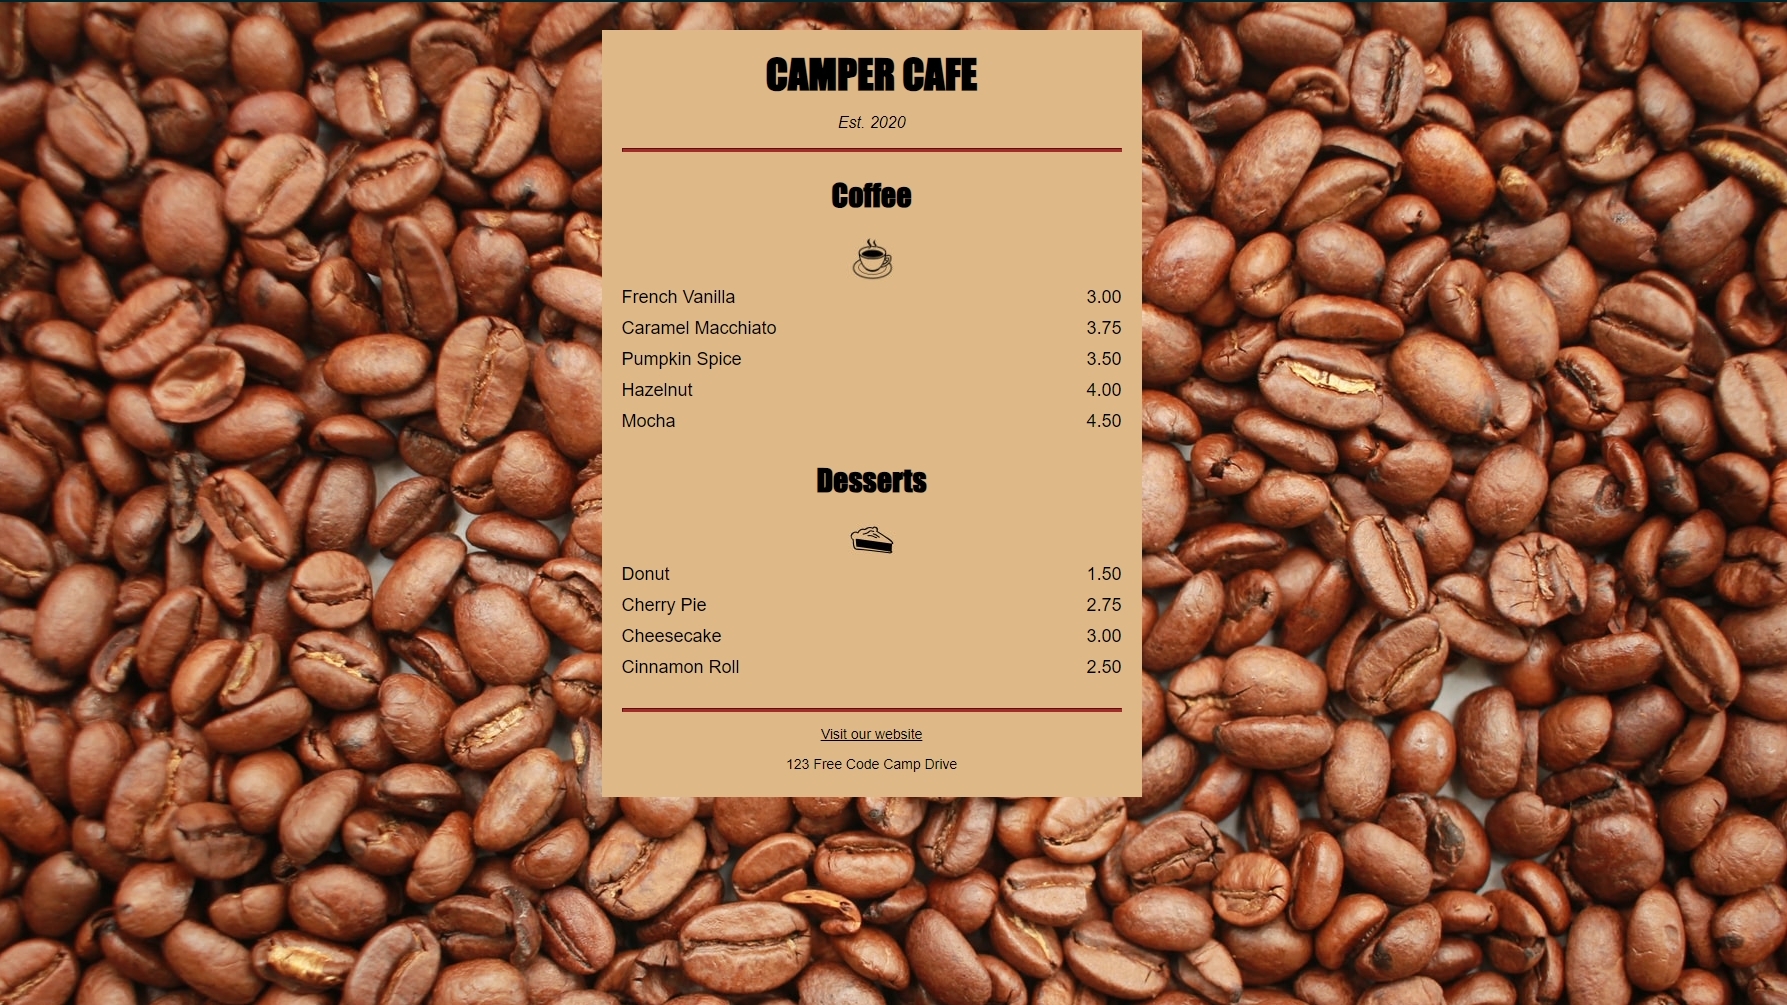 CAMPER CAFE
Est. 2020
Coffee
French Vanilla 3.00
Caramel Macchiato 3.75
Pumpkin Spice 3.50
Hazelnut 4.00
Mocha 4.50
Desserts
Donut 1.50
Cherry Pie 2.75
Cheesecake 3.00
Cinnamon Roll 2.50
Visit our website
123 Free Code Camp Drive